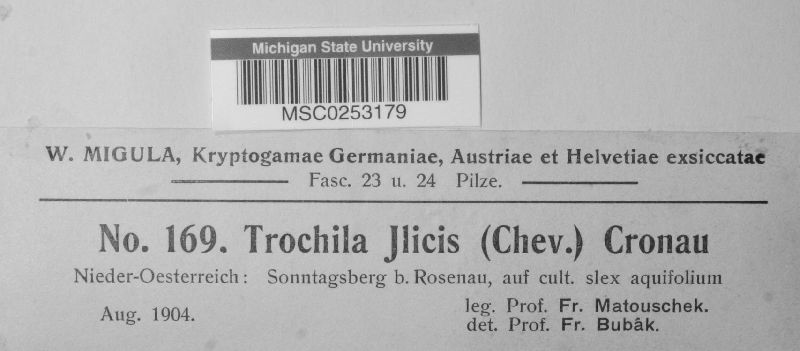 Michigan State University
MSC0253179
W. MIGULA, Kryptogamae Germaniae, Austriae et Helvetiae exsiccatae
Fasc. 23 u. 24 Pilze.
No. 169. Trochila Jlicis (Chev.) Cronau
Nieder-Oesterreich: Sonntagsberg b. Rosenau, auf cult. slex aquifolium
Aug. 1904.
leg. Prof. Fr. Matouschek.
det. Prof. Fr. Bubâk.